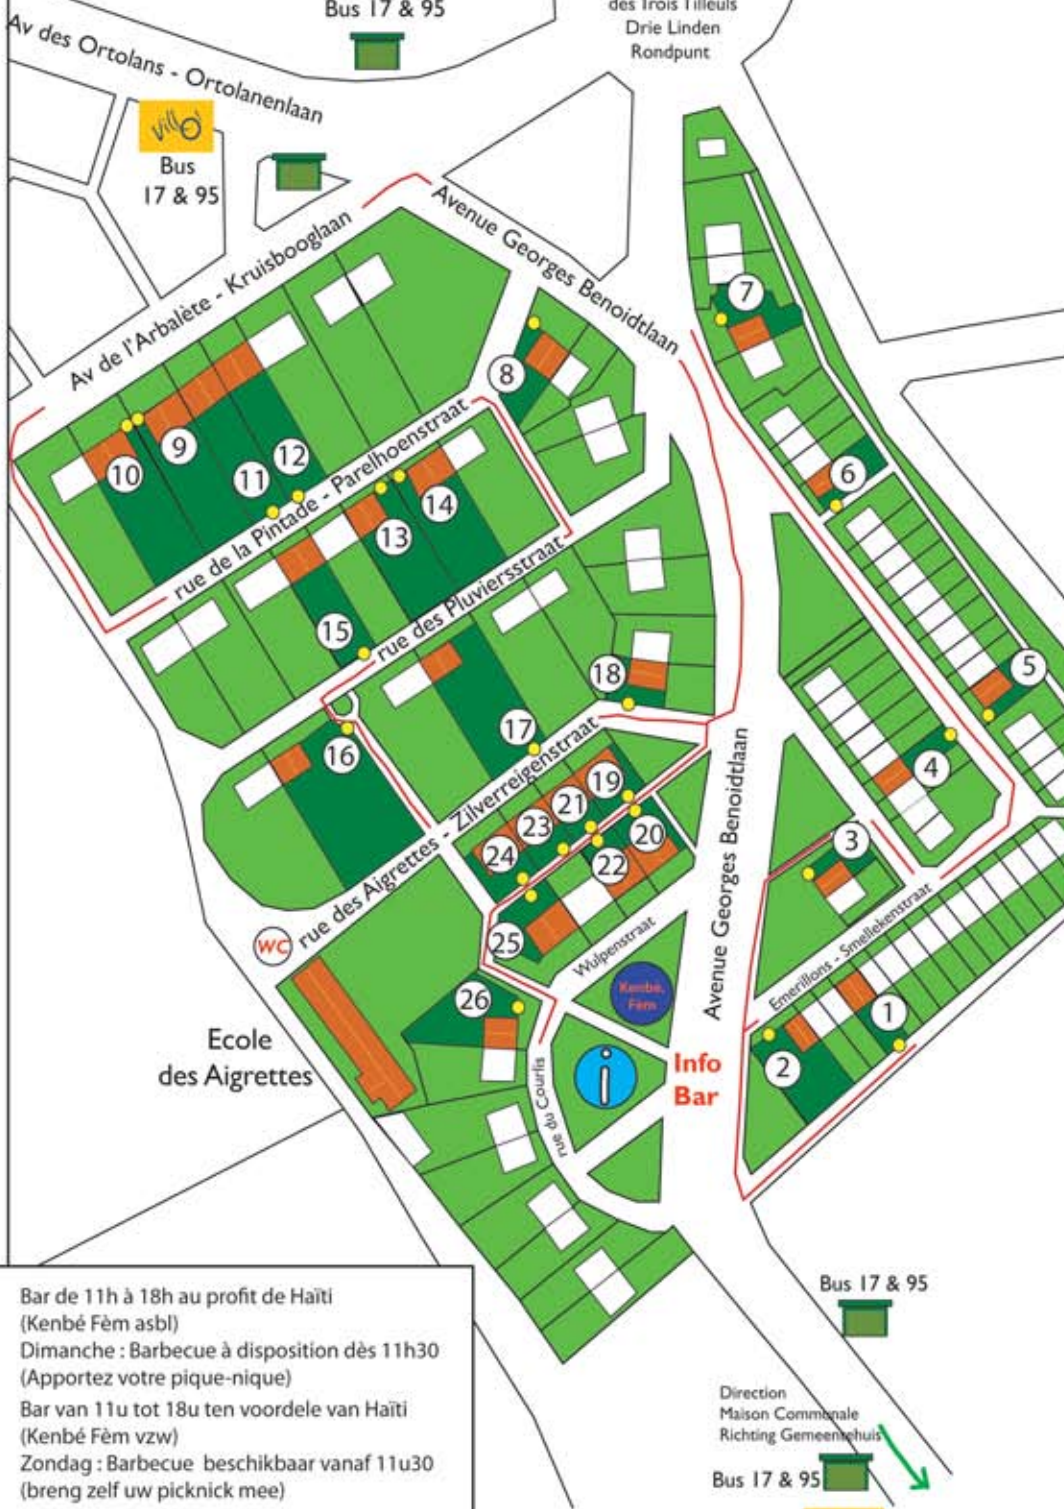 Bus 17 & 95
des Trois Tilleuls
Drie Linden
Rondpunt
Av des Ortolans - Ortolanenlaan
Villo!
Bus
17 & 95
Avenue Georges Benoidtlaan
Av de l'Arbalète - Kruisbooglaan
7
8
9
10
12
11
6
14
13
rue de la Pintade - Parelhoenstraat
rue des Pluviersstraat
15
5
18
17
16
4
19
21
23
20
24
22
3
rue des Aigrettes - Zilverreigenstraat
Avenue Georges Benoidtlaan
WC
25
Wulpenstraat
Emerillons - Smellekenstraat
26
Kenbé,
Fèm
1
2
Ecole
des Aigrettes
i
Info
Bar
rue du Courlis
Bar de 11h à 18h au profit de Haïti
(Kenbé Fèm asbl)
Dimanche : Barbecue à disposition dès 11h30
(Apportez votre pique-nique)
Bar van 11u tot 18u ten voordele van Haïti
(Kenbé Fèm vzw)
Zondag : Barbecue beschikbaar vanaf 11u30
(breng zelf uw picknick mee)
Bus 17 & 95
Direction
Maison Communale
Richting Gemeentehuis
Bus 17 & 95